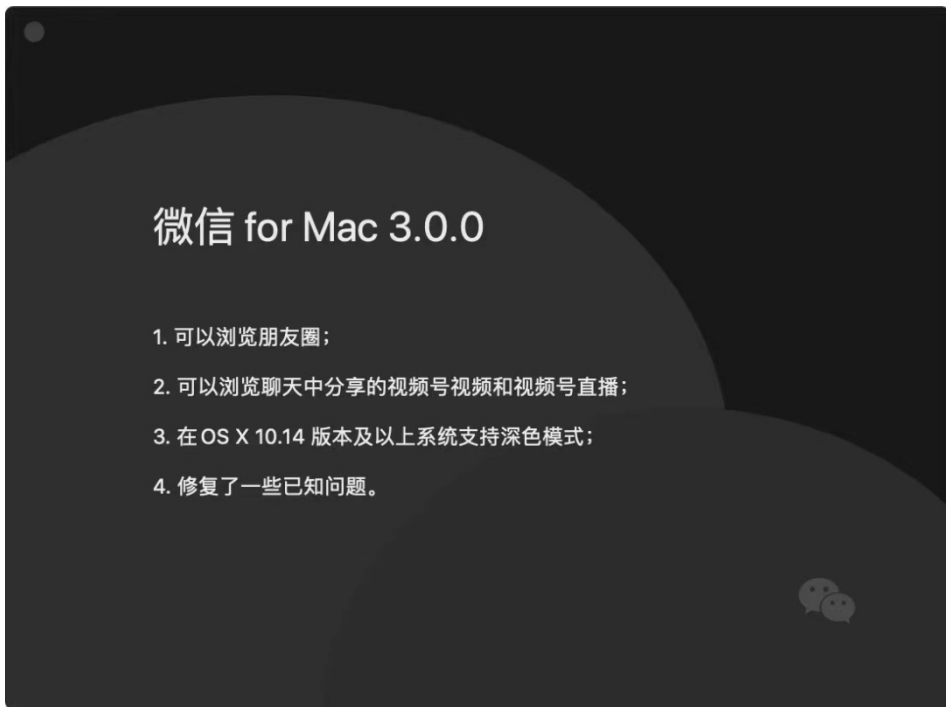 微信 for Mac 3.0.0
1. 可以浏览朋友圈；
2. 可以浏览聊天中分享的视频号视频和视频号直播；
3. 在OS X 10.14 版本及以上系统支持深色模式；
4. 修复了一些已知问题。